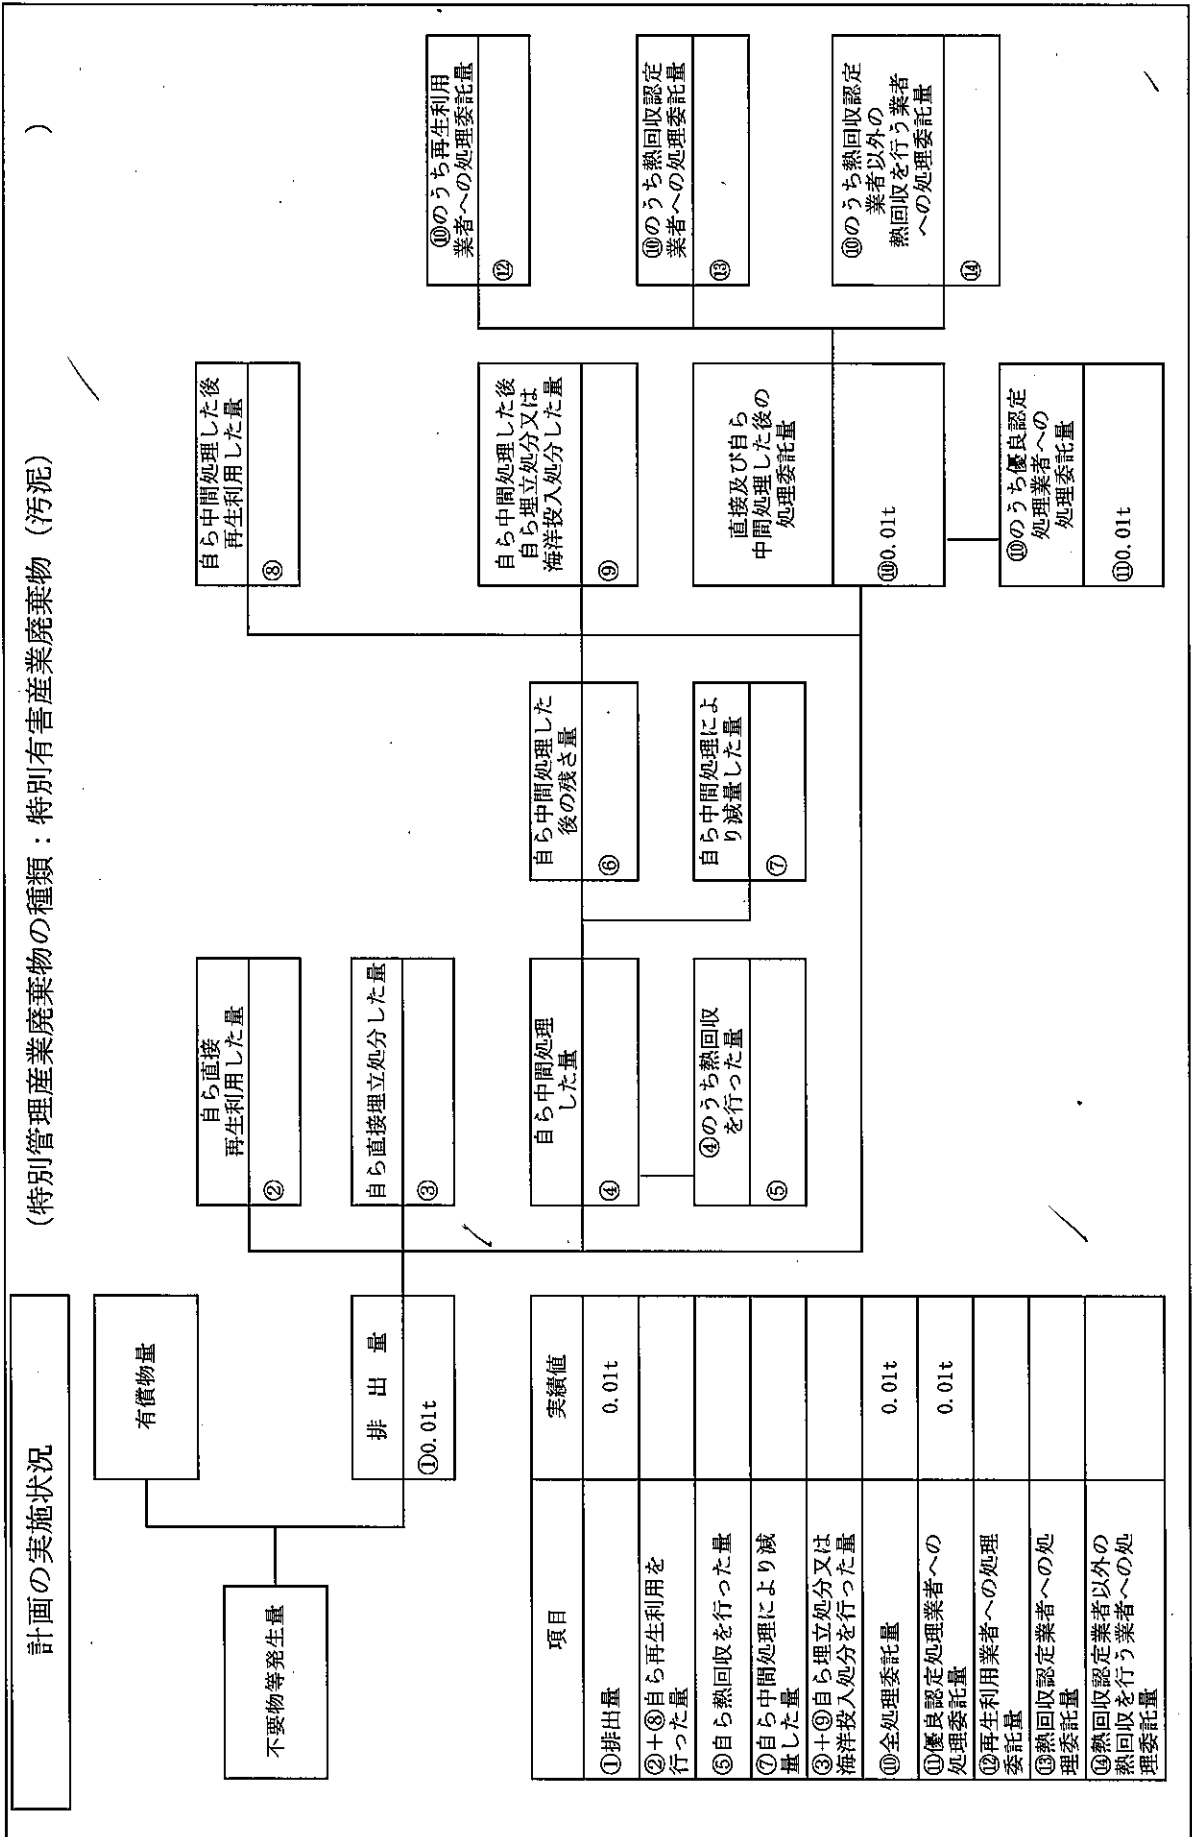 計画の実施状況
（特別管理産業廃棄物の種類：特別有害産業廃棄物（汚泥）　）
不要物等発生量
有償物量
排 出 量
①0.01t
自ら直接
再生利用した量
②
自ら直接埋立処分した量
③
自ら中間処理
した量
④
④のうち熱回収
を行った量
⑤
自ら中間処理した
後の残さ量
⑥
自ら中間処理によ
り減量した量
⑦
自ら中間処理した後
再生利用した量
⑧
自ら中間処理した後
自ら埋立処分又は
海洋投入処分した量
⑨
直接及び自ら
中間処理した後の
処理委託量
⑩0.01t
⑩のうち優良認定
処理業者への
処理委託量
⑪0.01t
⑩のうち再生利用
業者への処理委託量
⑫
⑩のうち熱回収認定
業者への処理委託量
⑬
⑩のうち熱回収認定
業者以外の
熱回収を行う業者
への処理委託量
⑭
項目 実績値
①排出量 0.01t
②＋⑧自ら再生利用を
行った量
⑤自ら熱回収を行った量
⑦自ら中間処理により減
量した量
③＋⑨自ら埋立処分又は
海洋投入処分を行った量
⑩全処理委託量 0.01t
⑪優良認定処理業者への
処理委託量 0.01t
⑫再生利用業者への処理
委託量
⑬熱回収認定業者への処
理委託量
⑭熱回収認定業者以外の
熱回収を行う業者への処
理委託量